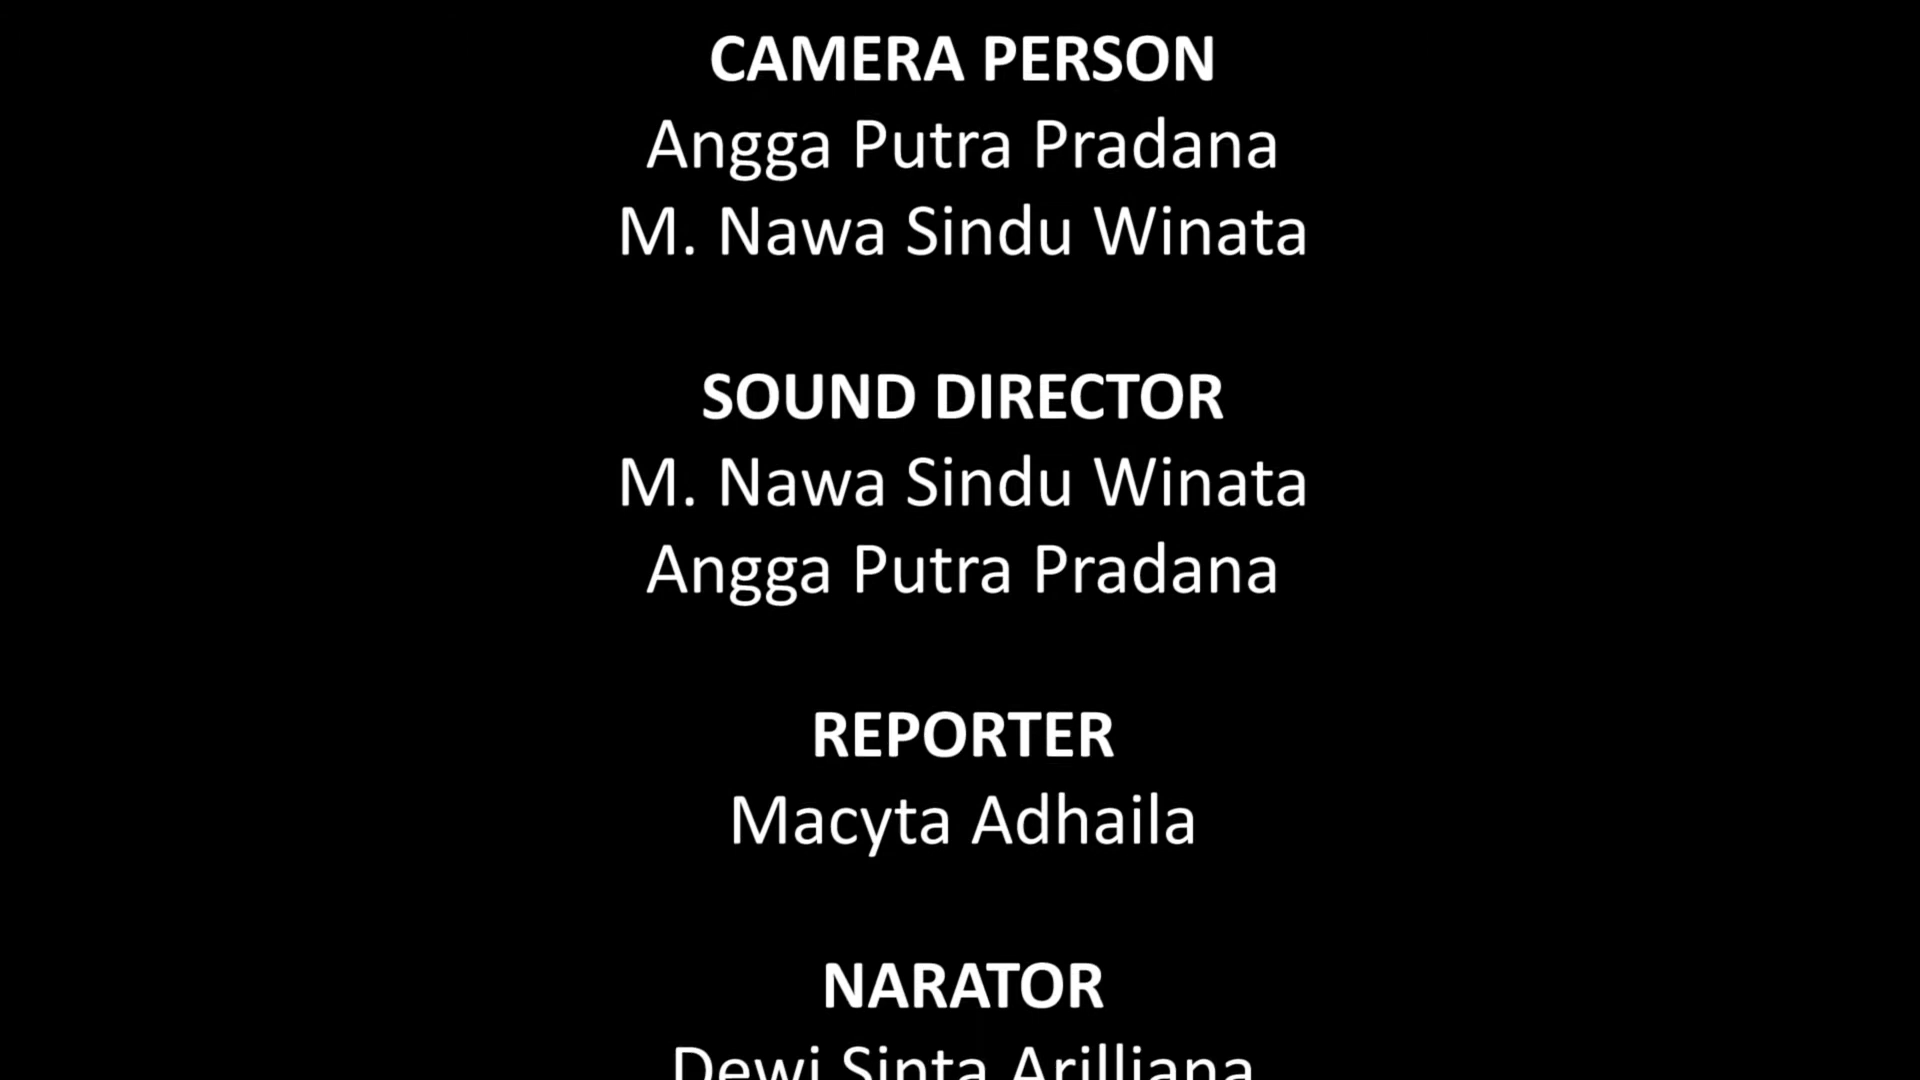 CAMERA PERSON
Angga Putra Pradana
M. Nawa Sindu Winata
SOUND DIRECTOR
M. Nawa Sindu Winata
Angga Putra Pradana
REPORTER
Macyta Adhaila
NARATOR
Dewi Sinta Arilliana